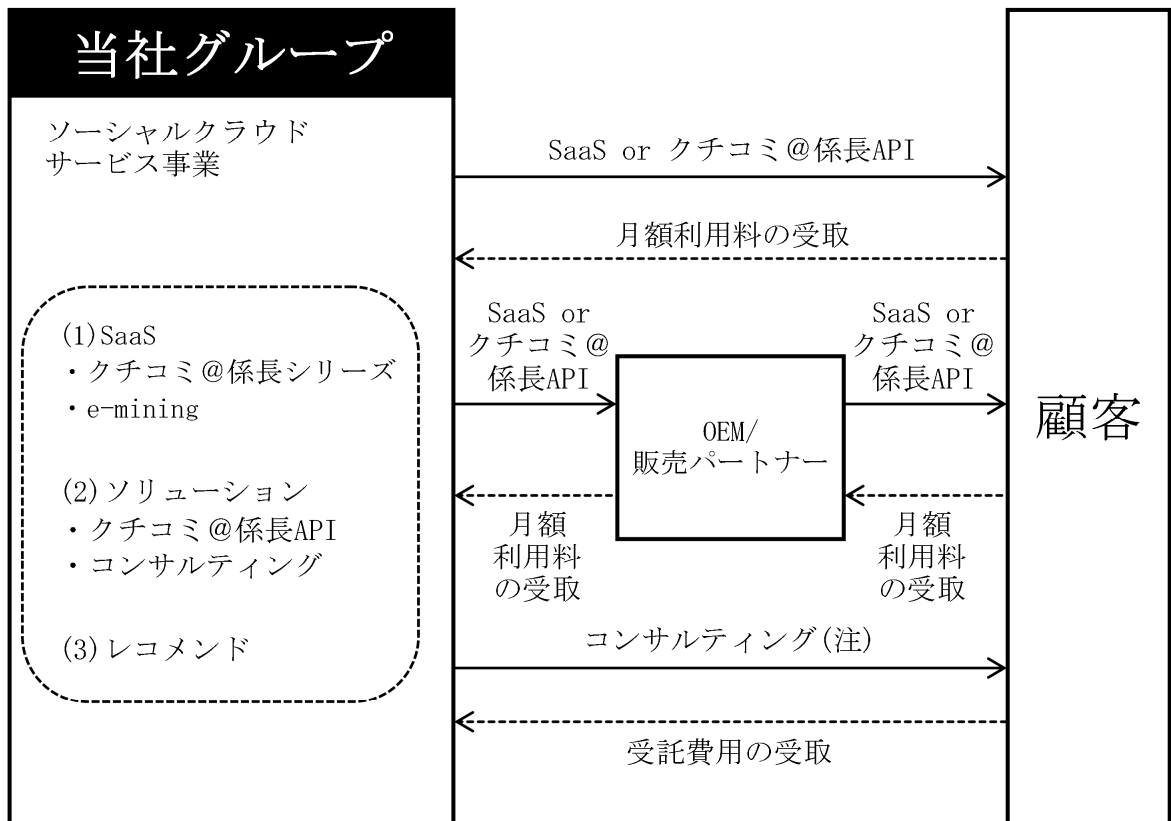 当社グループ
ソーシャルクラウド
サービス事業
(1)SaaS
・クチコミ＠係長シリーズ
・e-mining
(2)ソリューション
・クチコミ＠係長API
・コンサルティング
(3)レコメンド
SaaS or クチコミ＠係長API
月額利用料の受取
SaaS or
クチコミ＠
係長API
OEM/
販売パートナー
SaaS or
クチコミ＠
係長API
月額
利用料
の受取
月額
利用料
の受取
コンサルティング(注)
受託費用の受取
顧客